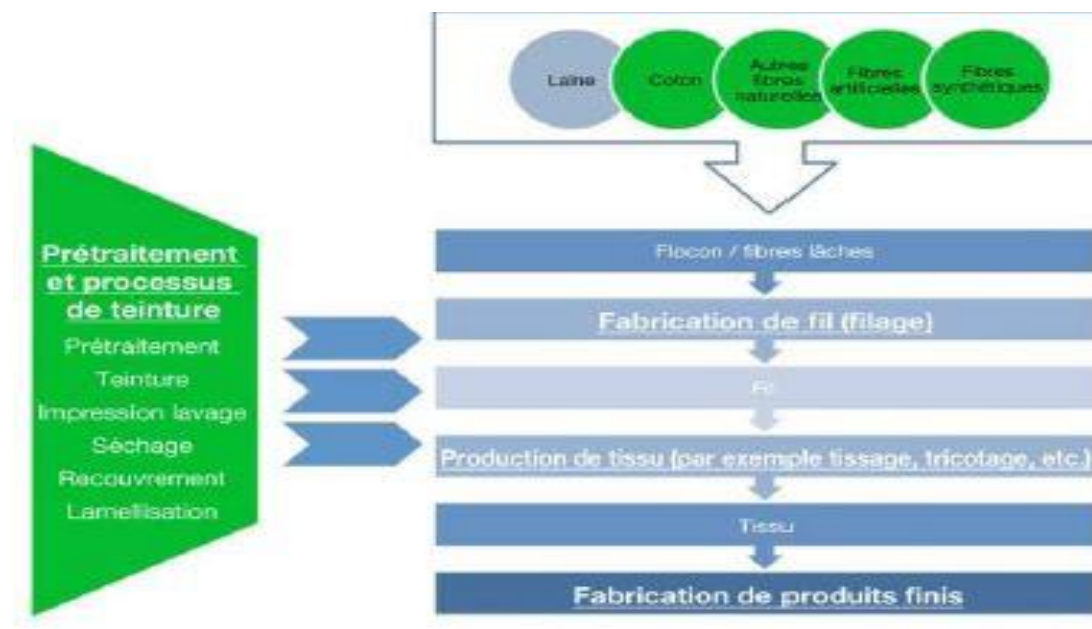 Laine
Coton
Autres
fibres
naturelles
Fibres
artificielles
Fibres
synthétiques
Prétraitement
et processus
de teinture
Prétraitement
Teinture
Impression lavage
Séchage
Recouvrement
Lamellisation
Flocon / fibres lâches
Fabrication de fil (filage)
Fil
Production de tissu (par exemple tissage, tricotage, etc.)
Tissu
Fabrication de produits finis